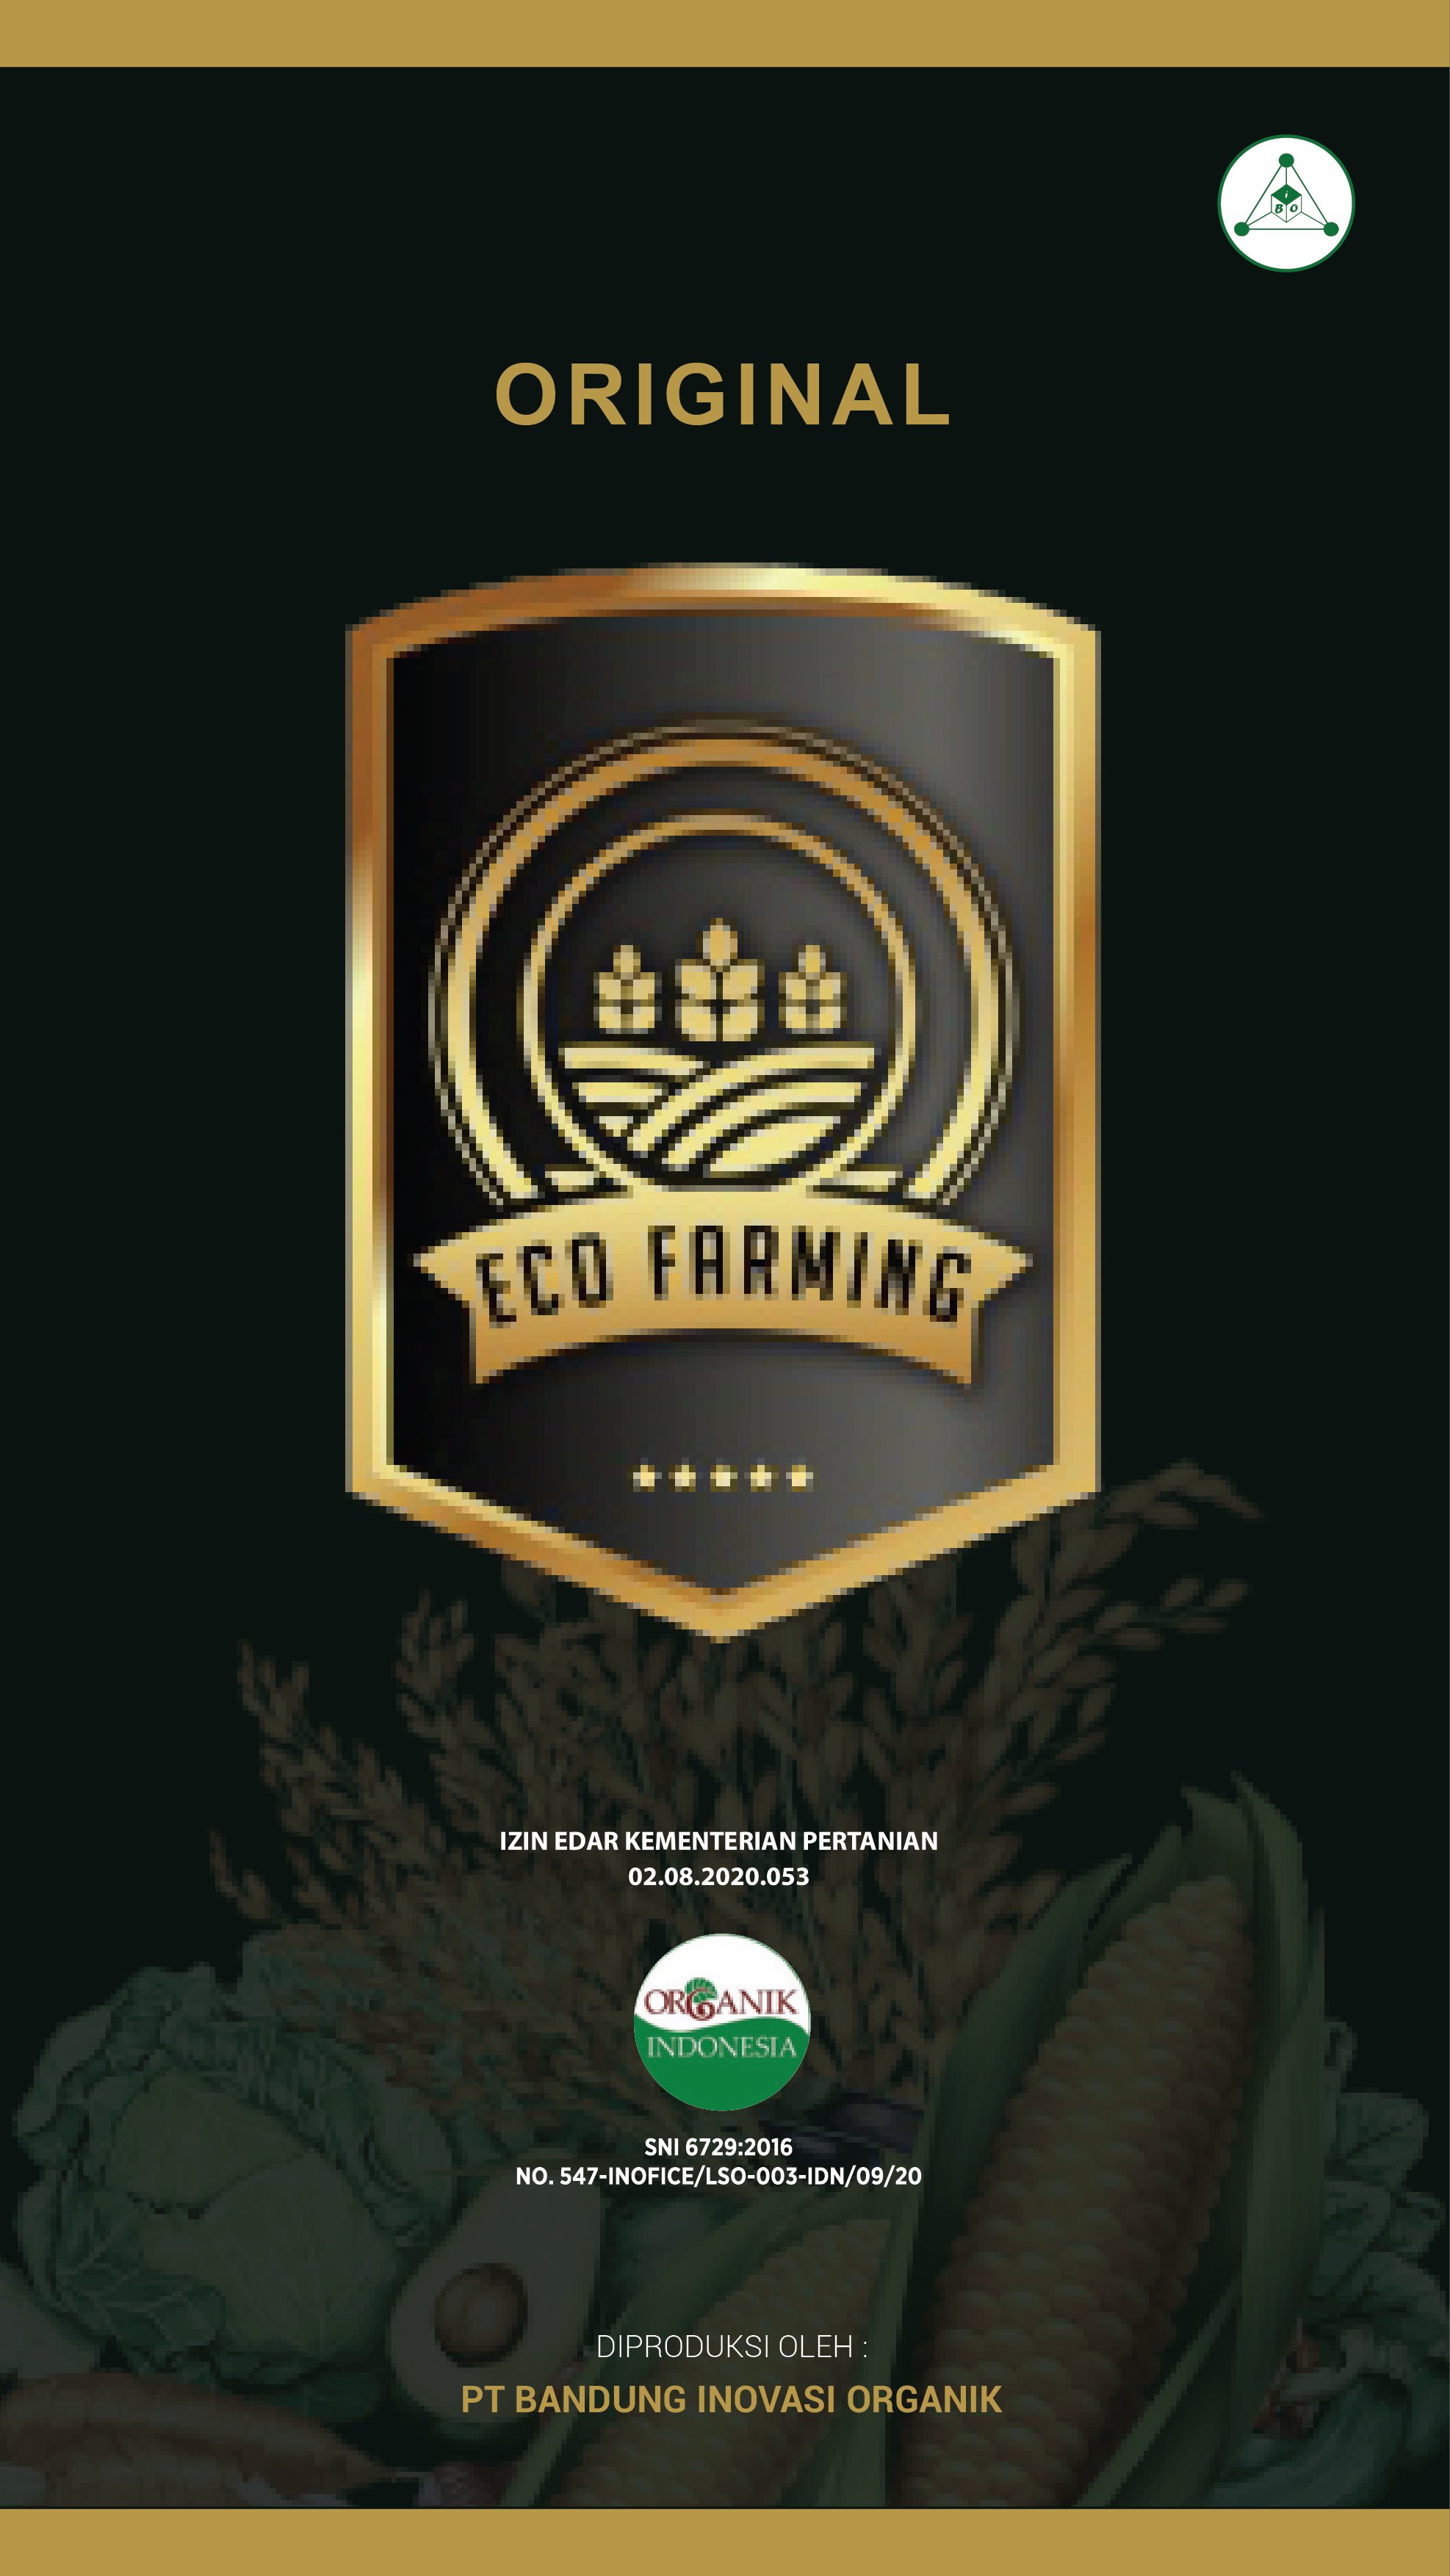 i
B O
ORIGINAL
ECO FARMING
IZIN EDAR KEMENTERIAN PERTANIAN
02.08.2020.053
ORGANIK
INDONESIA
SNI 6729:2016
NO. 547-INOFICE/LSO-003-IDN/09/20
DIPRODUKSI OLEH :
PT BANDUNG INOVASI ORGANIK